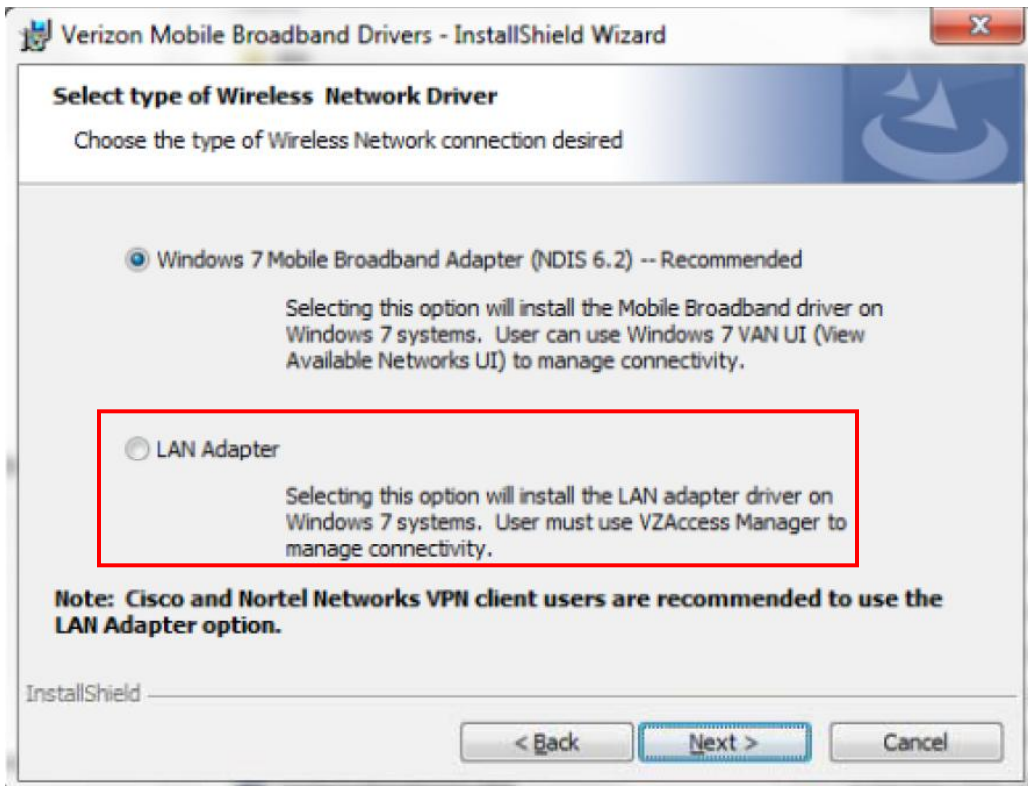 Verizon Mobile Broadband Drivers - InstallShield Wizard
Select type of Wireless Network Driver
Choose the type of Wireless Network connection desired
Windows 7 Mobile Broadband Adapter (NDIS 6.2) -- Recommended
Selecting this option will install the Mobile Broadband driver on
Windows 7 systems. User can use Windows 7 VAN UI (View
Available Networks UI) to manage connectivity.
LAN Adapter
Selecting this option will install the LAN adapter driver on
Windows 7 systems. User must use VZAccess Manager to
manage connectivity.
Note: Cisco and Nortel Networks VPN client users are recommended to use the
LAN Adapter option.
InstallShield
< Back Next > Cancel